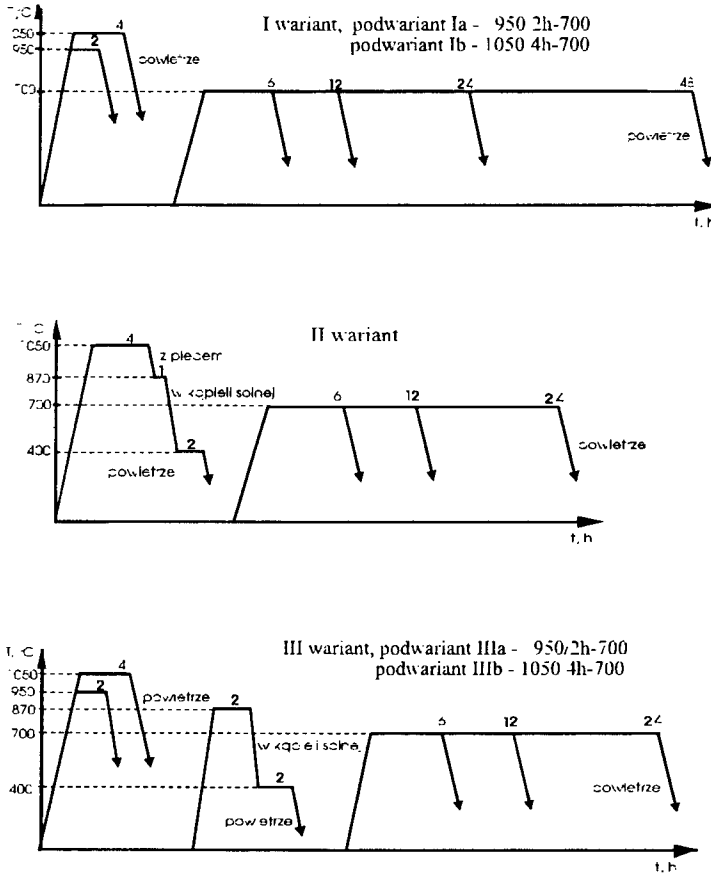 T, °C
I wariant, podwariant Ia - 950 2h-700
podwariant Ib - 1050 4h-700
950
2
4
powietrze
6
12
24
48
powietrze
t, h
II wariant
4
z piecem
870
1
w kąpieli solnej
700
6
12
24
400
2
powietrze
powietrze
t, h
T, °C
III wariant, podwariant IIIa - 950/2h-700
podwariant IIIb - 1050 4h-700
4
950
2
powietrze
2
870
700
w kąpieli solnej
6
12
24
400
2
powietrze
powietrze
t, h